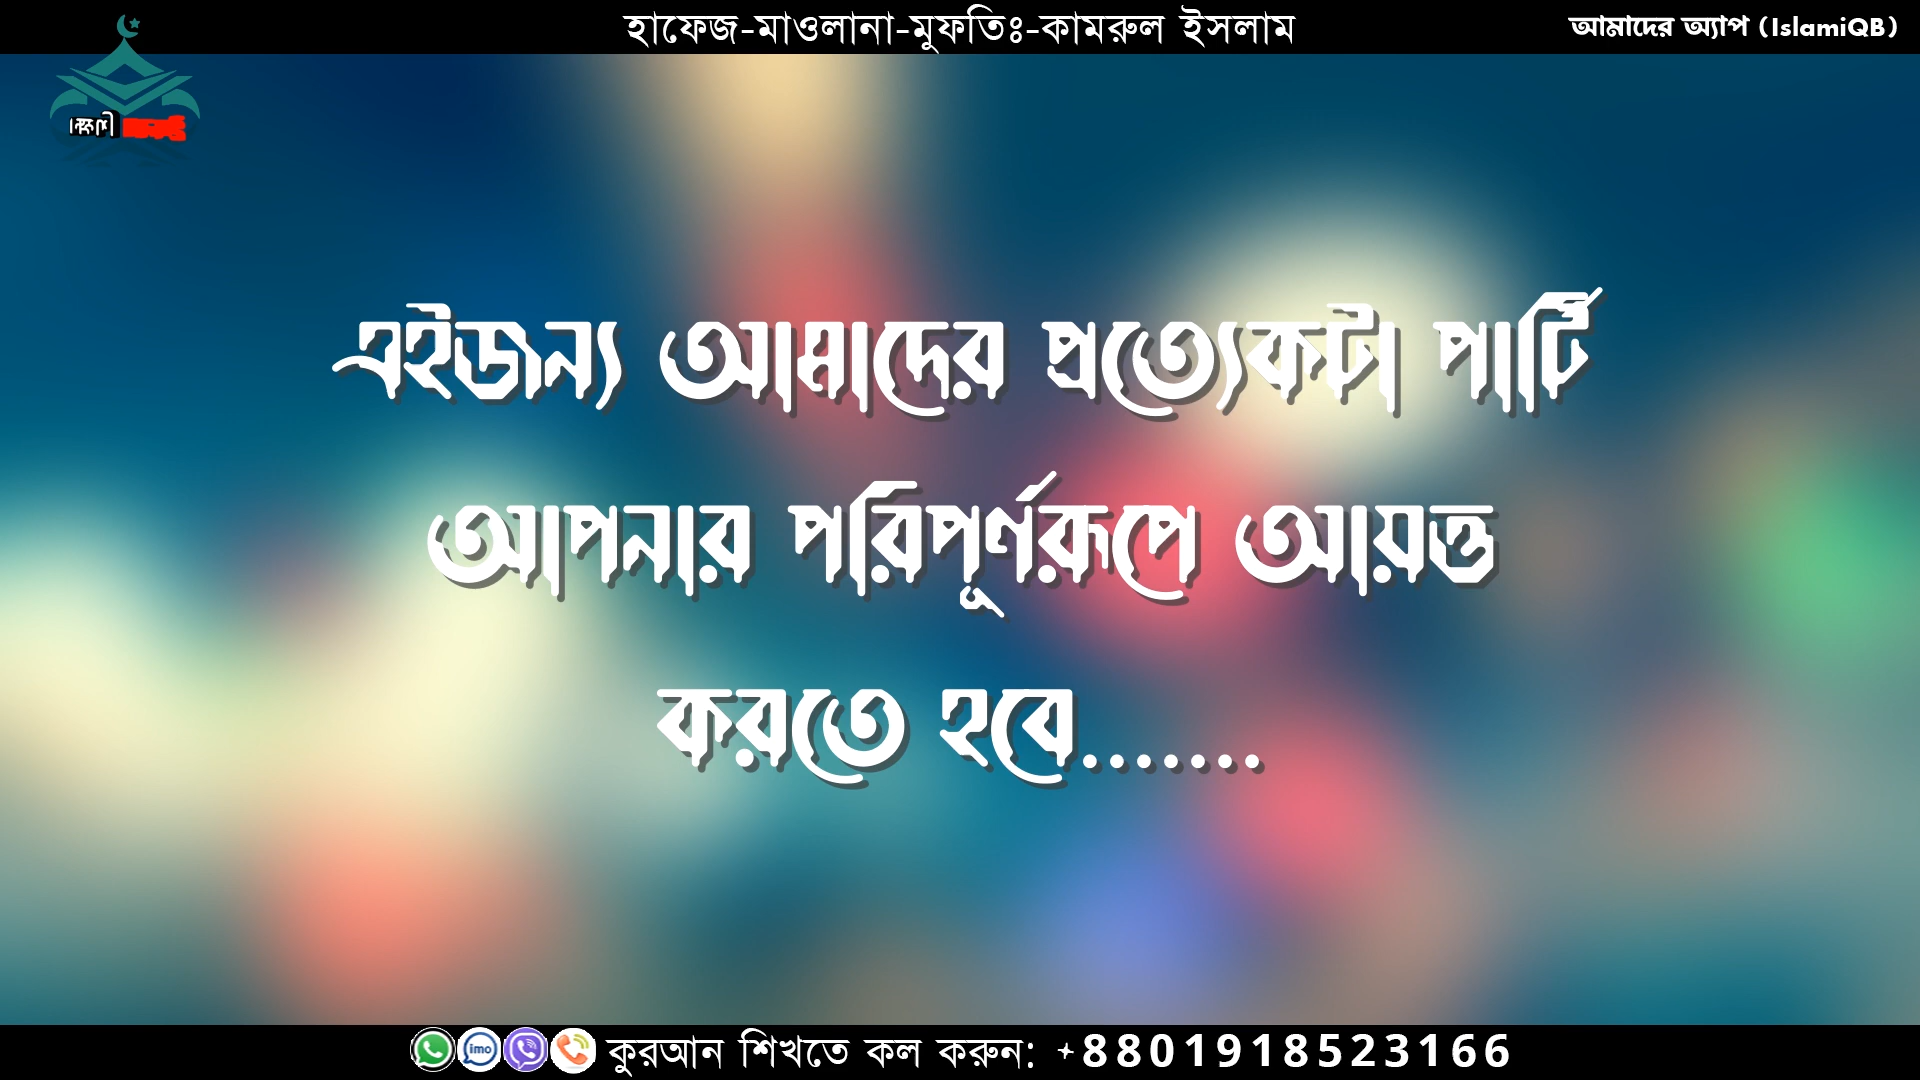 হাফেজ-মাওলানা-মুফতিঃ-কামরুল ইসলাম
আমাদের অ্যাপ (IslamiQB)
এইজন্য আমাদের প্রত্যেকটা পার্টি
আপনার পরিপূর্ণরূপে আয়ত্ত
করতে হবে.......
imo
কুরআন শিখতে কল করুন: +8801918523166